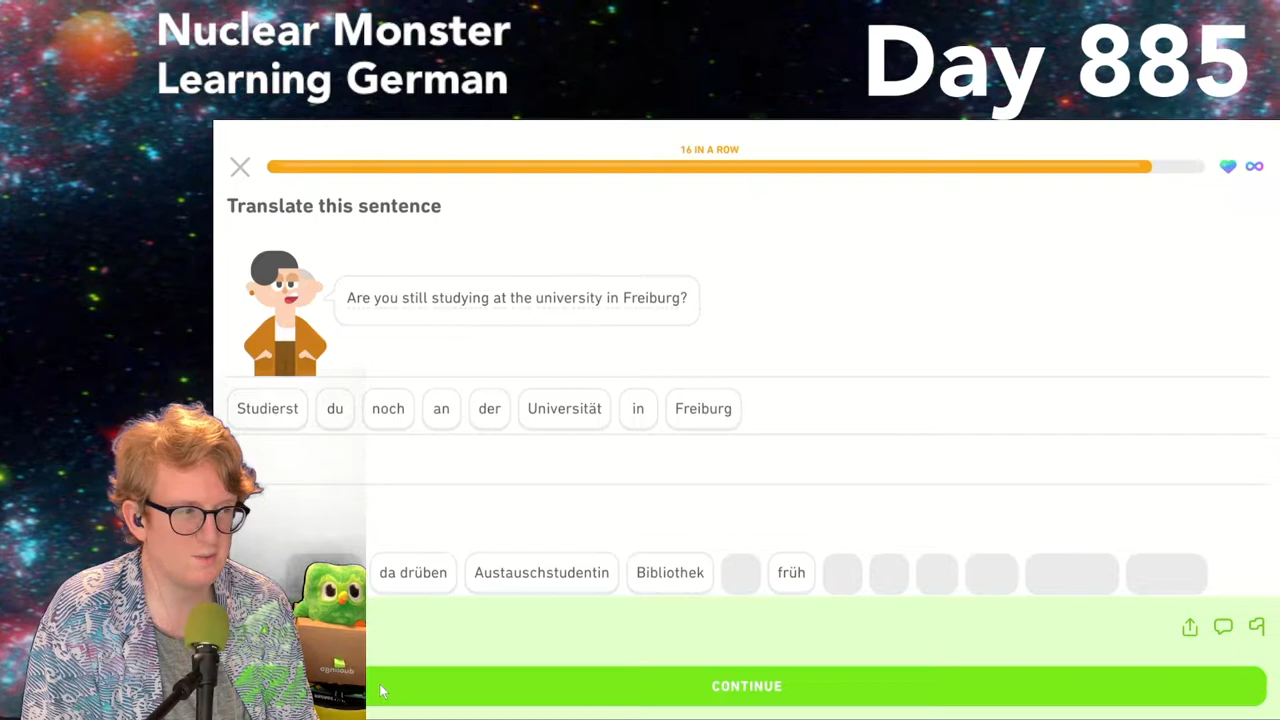 Nuclear Monster
Learning German
Day 885
16 IN A ROW
Translate this sentence
Are you still studying at the university in Freiburg?
Studierst du noch an der Universität in Freiburg
da drüben Austauschstudentin Bibliothek früh
CONTINUE